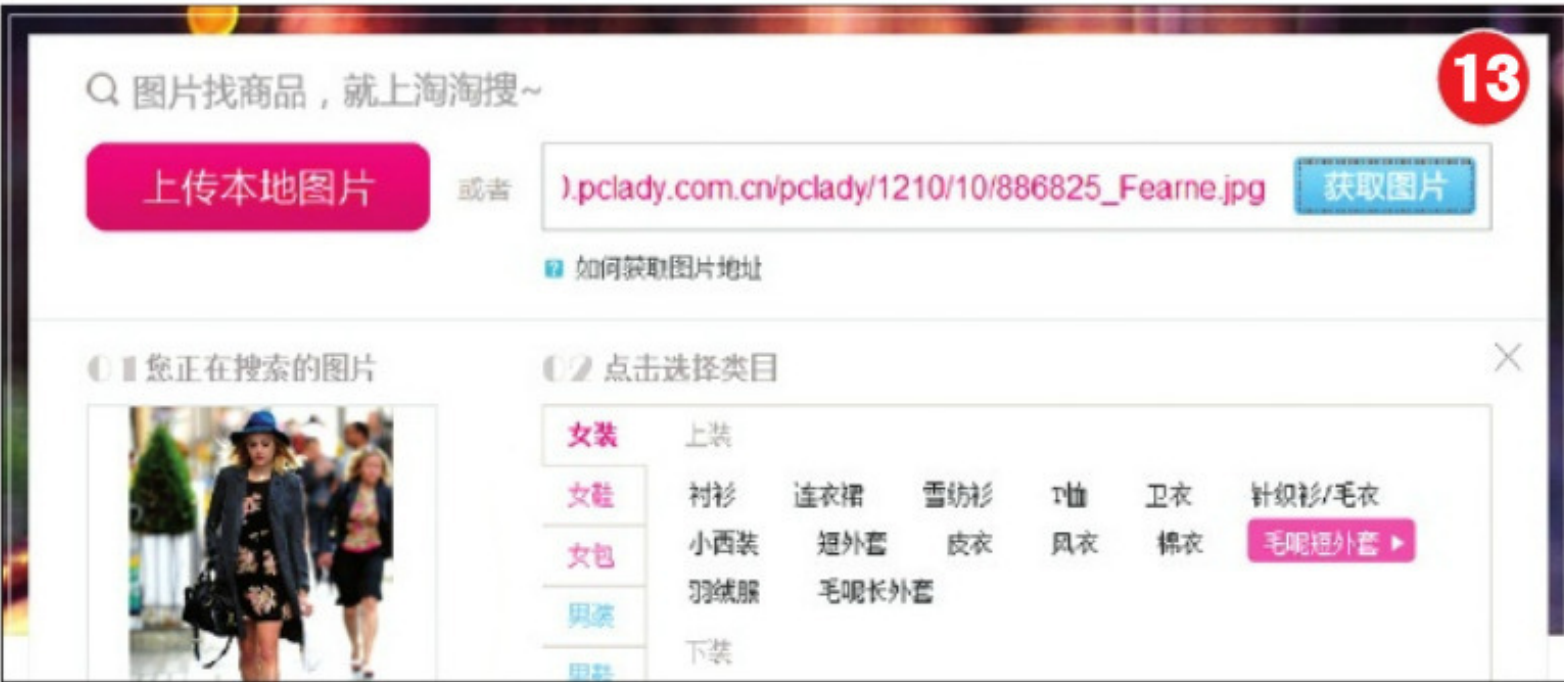 13
图片找商品，就上淘淘搜~
上传本地图片 或者 ).pclady.com.cn/pclady/1210/10/886825_Fearne.jpg 获取图片
? 如何获取图片地址
01 您正在搜索的图片 02 点击选择类目
女装 上装
女鞋 衬衫 连衣裙 雪纺衫 T恤 卫衣 针织衫/毛衣
女包 小西装 短外套 皮衣 风衣 棉衣 毛呢短外套
羽绒服 毛呢长外套
男装
下装
男鞋